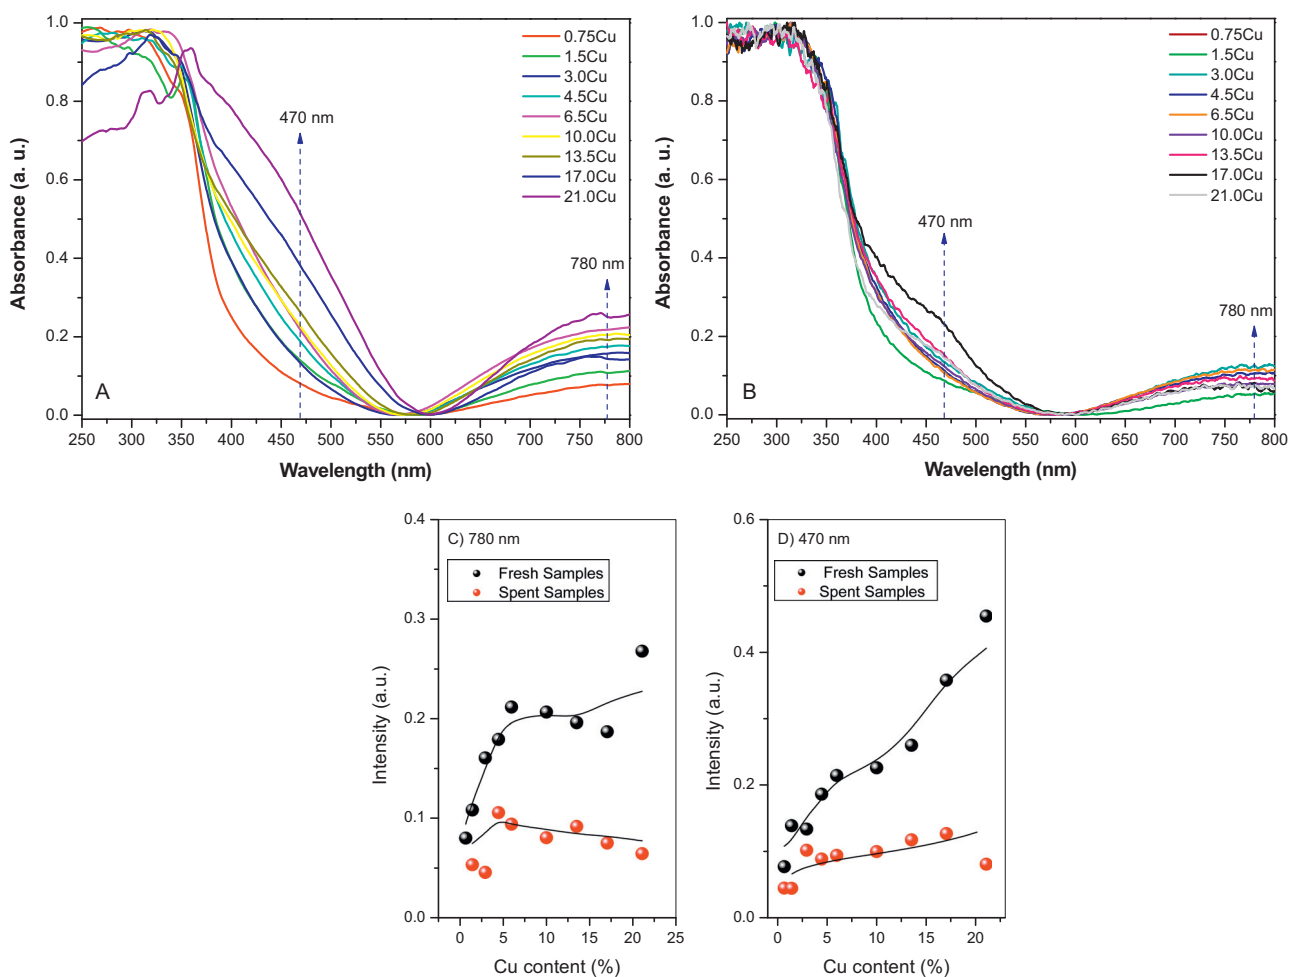 1.0
0.9
0.8
0.6
0.4
0.2
0.0
250 300 350 400 450 500 550 600 650 700 750 800
Absorbance (a. u.)
Wavelength (nm)
A
470 nm
780 nm
0.75Cu
1.5Cu
3.0Cu
4.5Cu
6.5Cu
10.0Cu
13.5Cu
17.0Cu
21.0Cu
1.0
0.8
0.6
0.4
0.2
0.0
250 300 350 400 450 500 550 600 650 700 750 800
Absorbance (a. u.)
Wavelength (nm)
B
470 nm
780 nm
0.75Cu
1.5Cu
3.0Cu
4.5Cu
6.5Cu
10.0Cu
13.5Cu
17.0Cu
21.0Cu
C) 780 nm
Fresh Samples
Spent Samples
0.4
0.3
0.2
0.1
0.0
0 5 10 15 20 25
Intensity (a.u.)
Cu content (%)
D) 470 nm
Fresh Samples
Spent Samples
0.6
0.4
0.2
0.0
0 5 10 15 20
Intensity (a.u.)
Cu content (%)